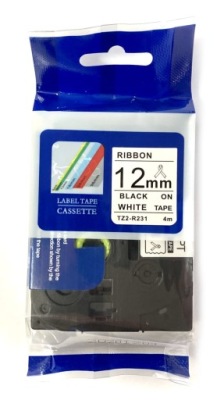 RIBBON
12mm
BLACK ON
WHITE TAPE
TZ2-R231 4m
LABEL TAPE
CASSETTE